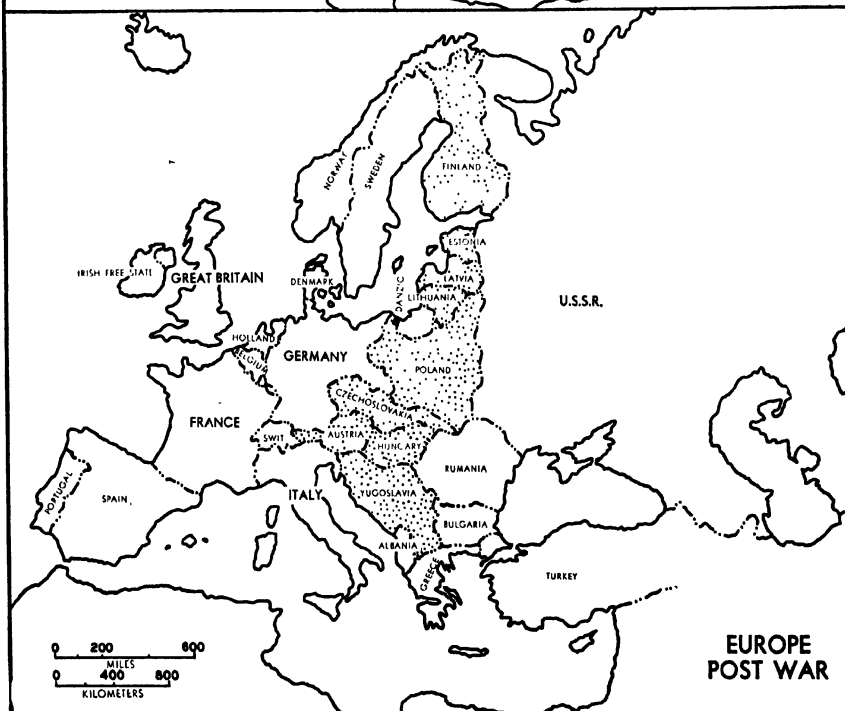 NORWAY
SWEDEN
FINLAND
ESTONIA
IRISH FREE STATE
GREAT BRITAIN
DENMARK
LATVIA
DANZIC
LITHUANIA
U.S.S.R.
HOLLAND
BELGIUM
GERMANY
POLAND
CZECHOSLOVAKIA
FRANCE
SWIT
AUSTRIA
HUNGARY
RUMANIA
PORTUGAL
SPAIN
ITALY
YUGOSLAVIA
BULGARIA
ALBANIA
GREECE
TURKEY
0 200 600
MILES
0 400 800
KILOMETERS
EUROPE
POST WAR